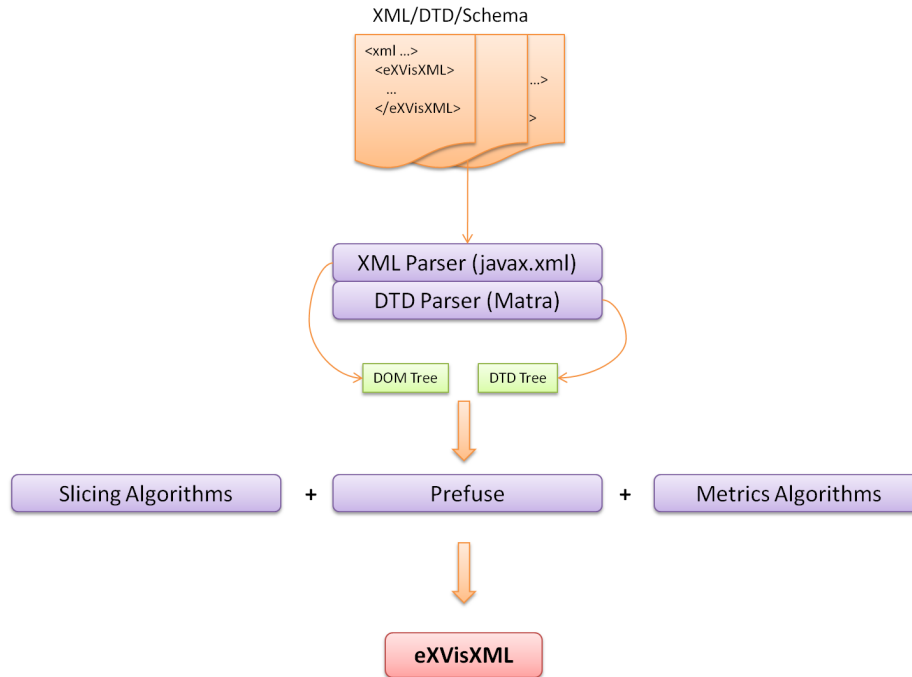 XML/DTD/Schema
<xml ...>
<eXVisXML>
...
</eXVisXML>
...>
>
XML Parser (javax.xml)
DTD Parser (Matra)
DOM Tree
DTD Tree
Slicing Algorithms
+
Prefuse
+
Metrics Algorithms
eXVisXML